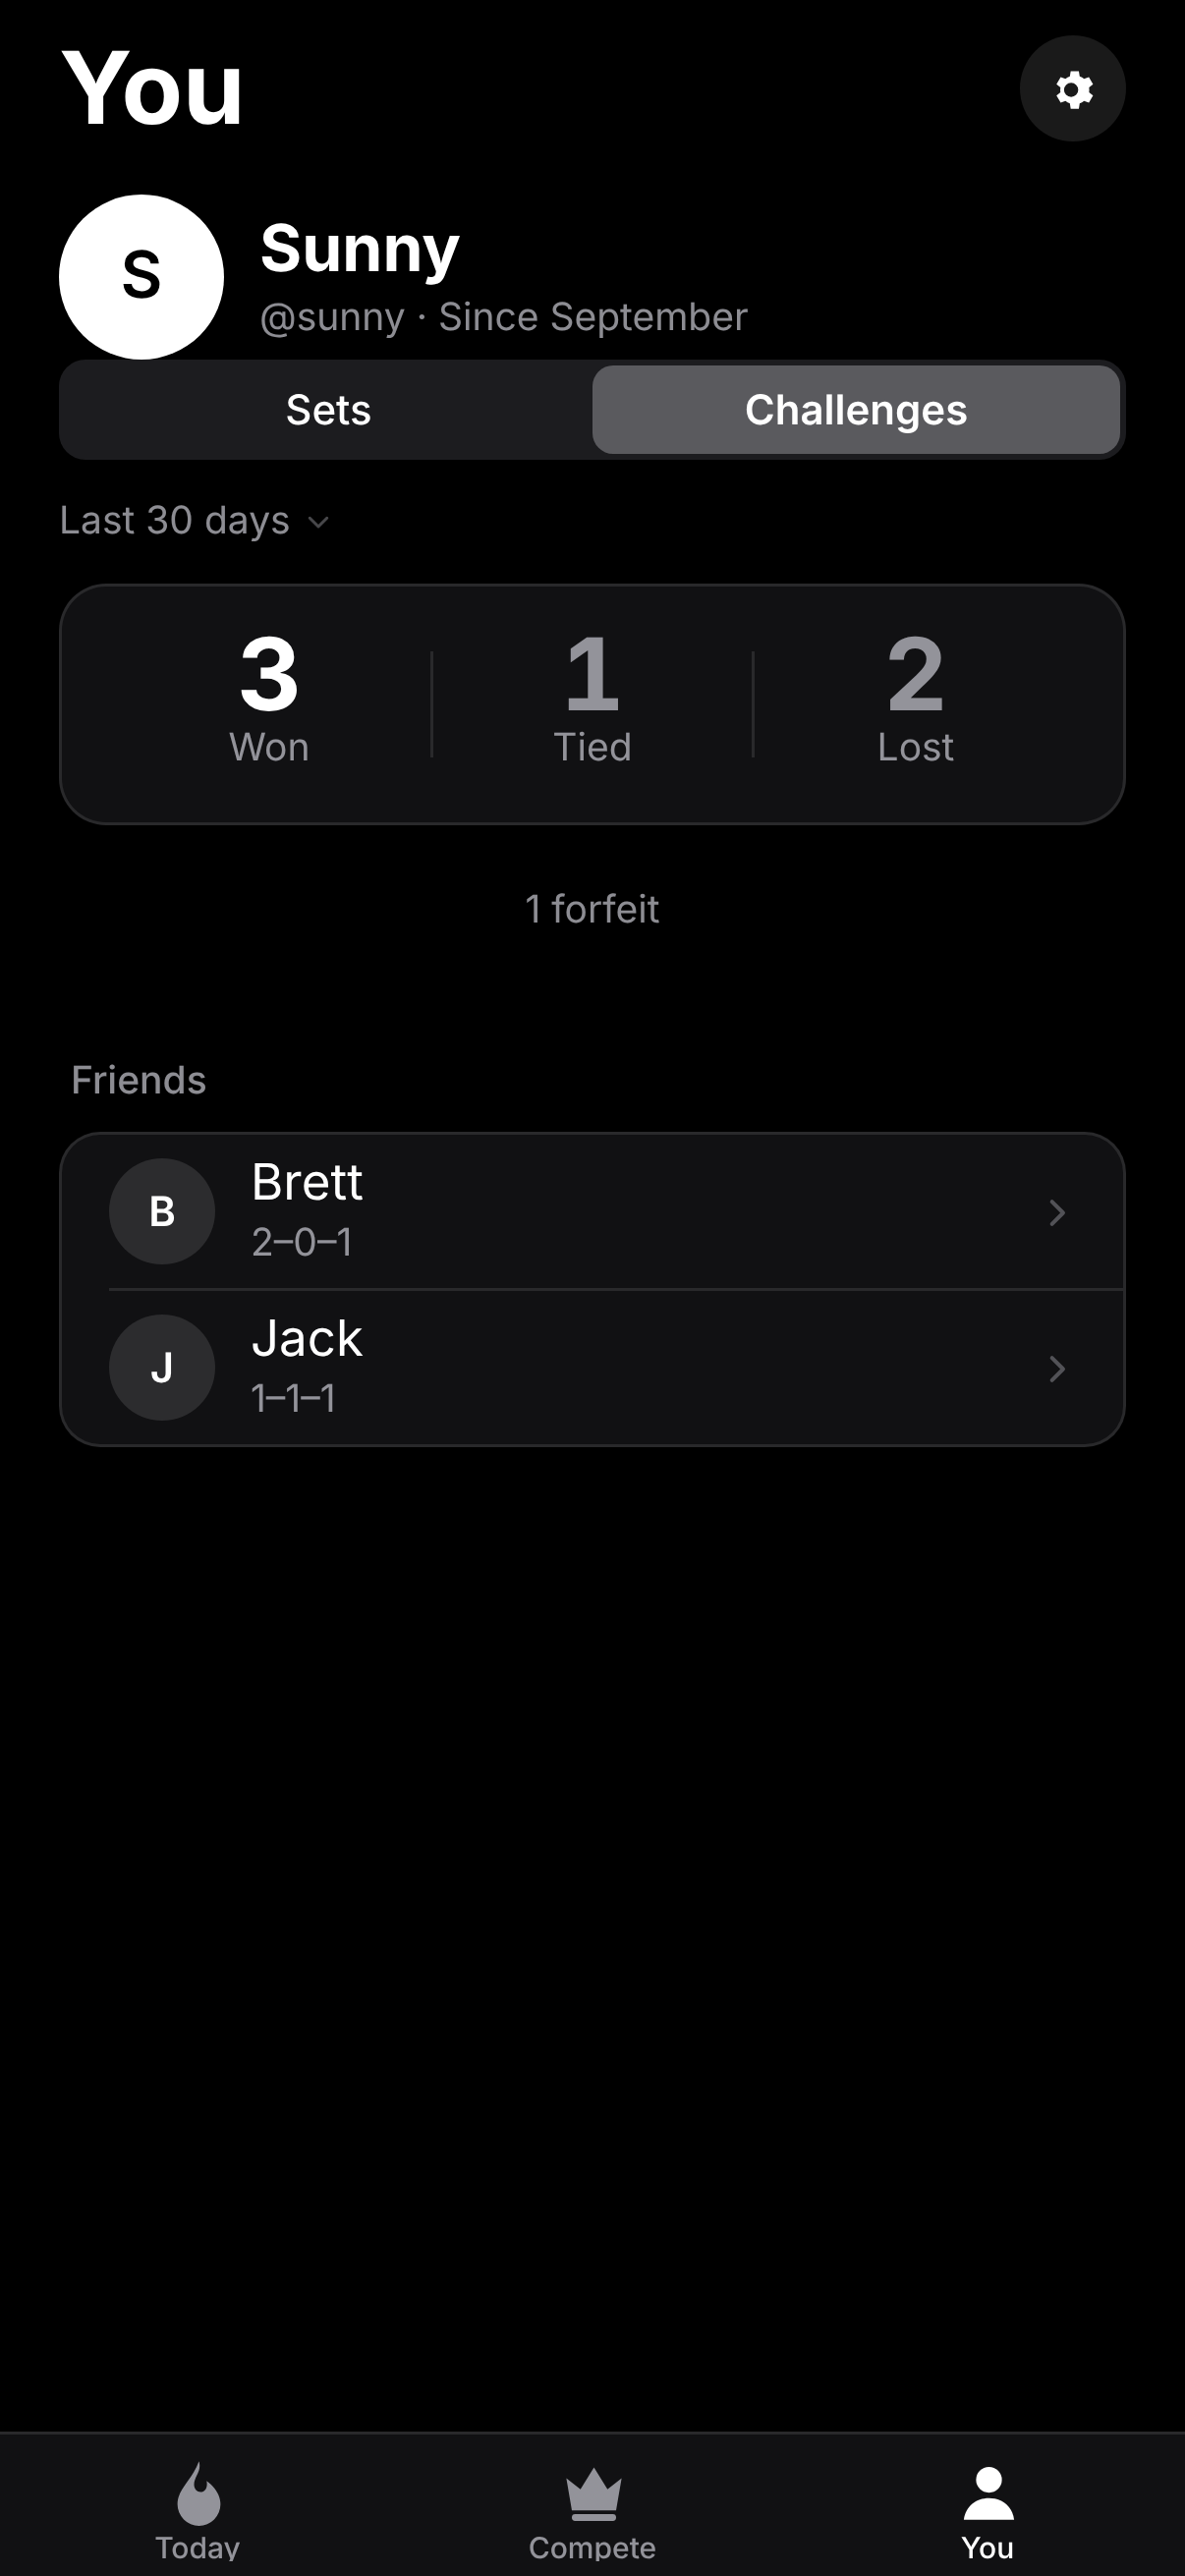 You
S
Sunny
@sunny · Since September
Sets
Challenges
Last 30 days
3
1
2
Won
Tied
Lost
1 forfeit
Friends
B
Brett
2–0–1
J
Jack
1–1–1
Today
Compete
You